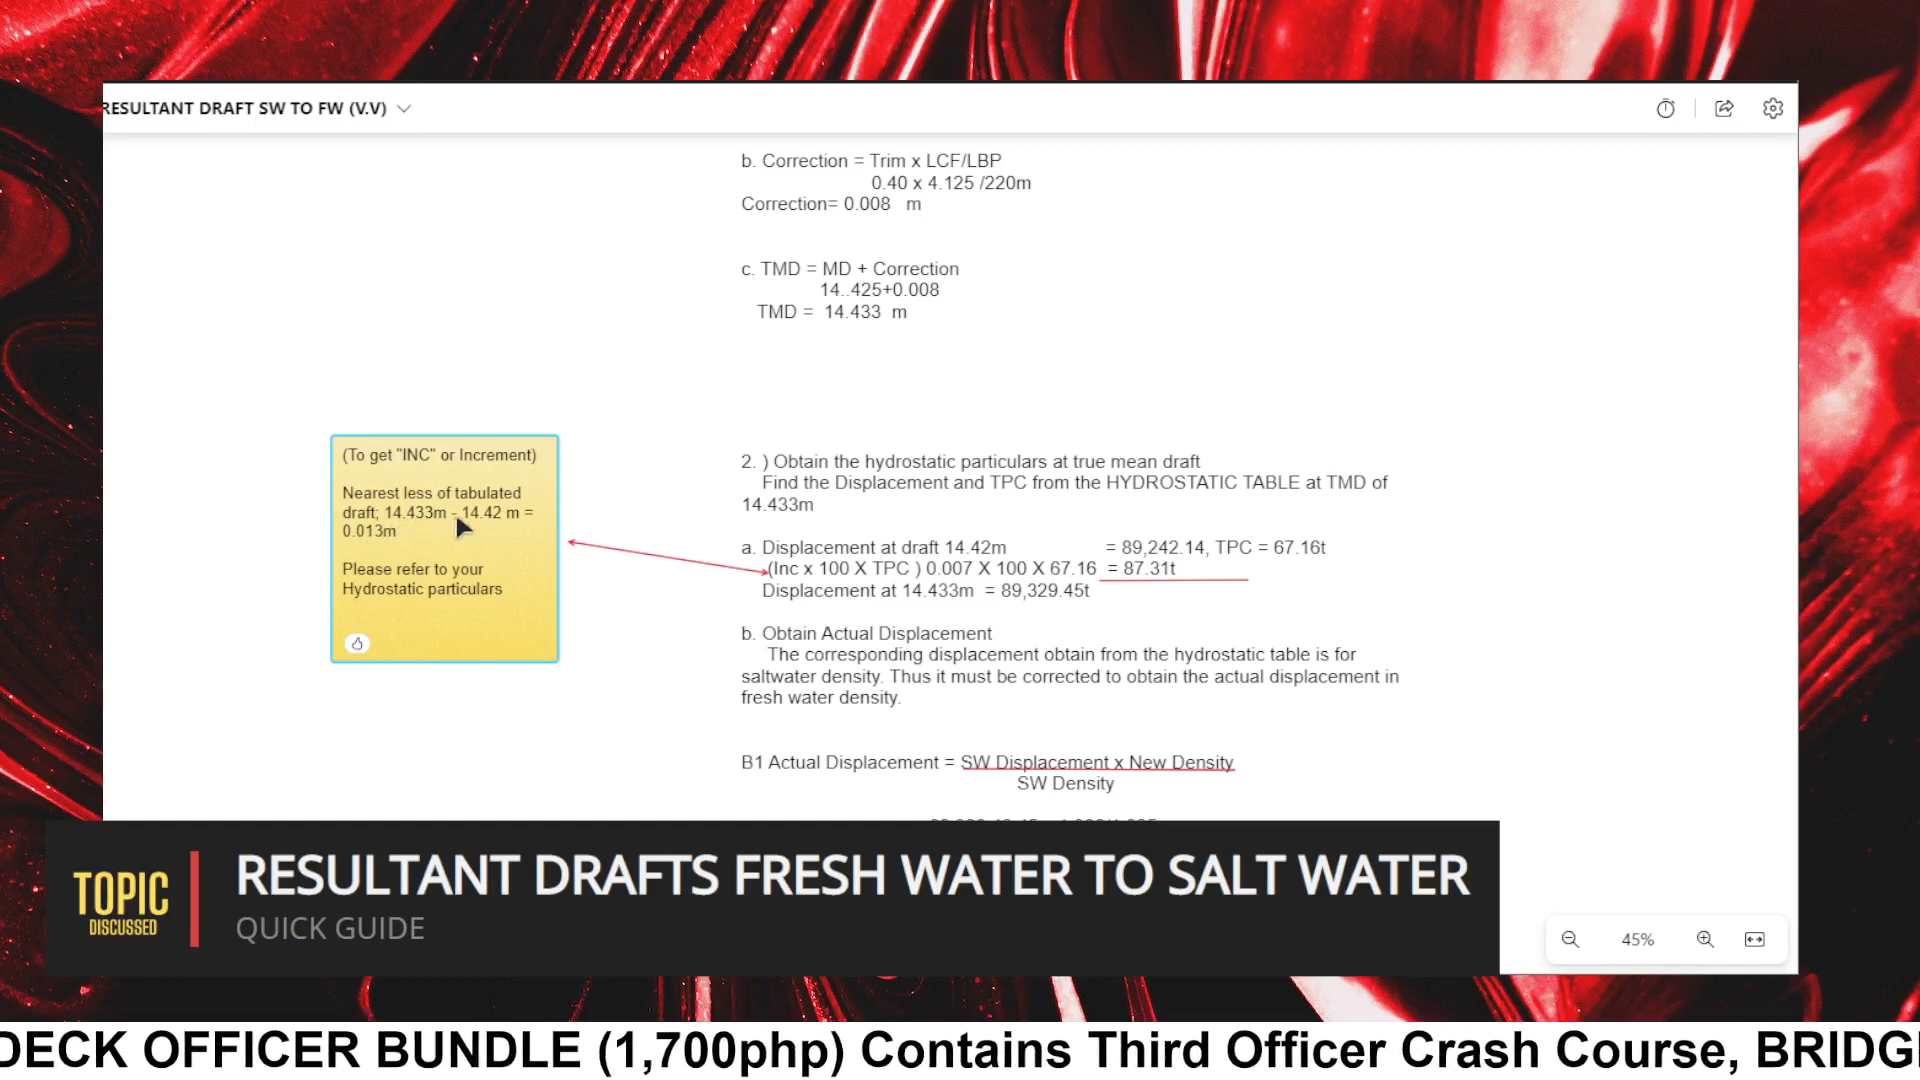 RESULTANT DRAFT SW TO FW (V.V)
b. Correction = Trim x LCF/LBP
0.40 x 4.125 /220m
Correction= 0.008 m
c. TMD = MD + Correction
14..425+0.008
TMD = 14.433 m
(To get "INC" or Increment)
Nearest less of tabulated
draft; 14.433m - 14.42 m =
0.013m
Please refer to your
Hydrostatic particulars
2. ) Obtain the hydrostatic particulars at true mean draft
Find the Displacement and TPC from the HYDROSTATIC TABLE at TMD of
14.433m
a. Displacement at draft 14.42m = 89,242.14, TPC = 67.16t
(Inc x 100 X TPC ) 0.007 X 100 X 67.16 = 87.31t
Displacement at 14.433m = 89,329.45t
b. Obtain Actual Displacement
The corresponding displacement obtain from the hydrostatic table is for
saltwater density. Thus it must be corrected to obtain the actual displacement in
fresh water density.
B1 Actual Displacement = SW Displacement x New Density
SW Density
TOPIC
DISCUSSED
RESULTANT DRAFTS FRESH WATER TO SALT WATER
QUICK GUIDE
45%
DECK OFFICER BUNDLE (1,700php) Contains Third Officer Crash Course, BRIDG